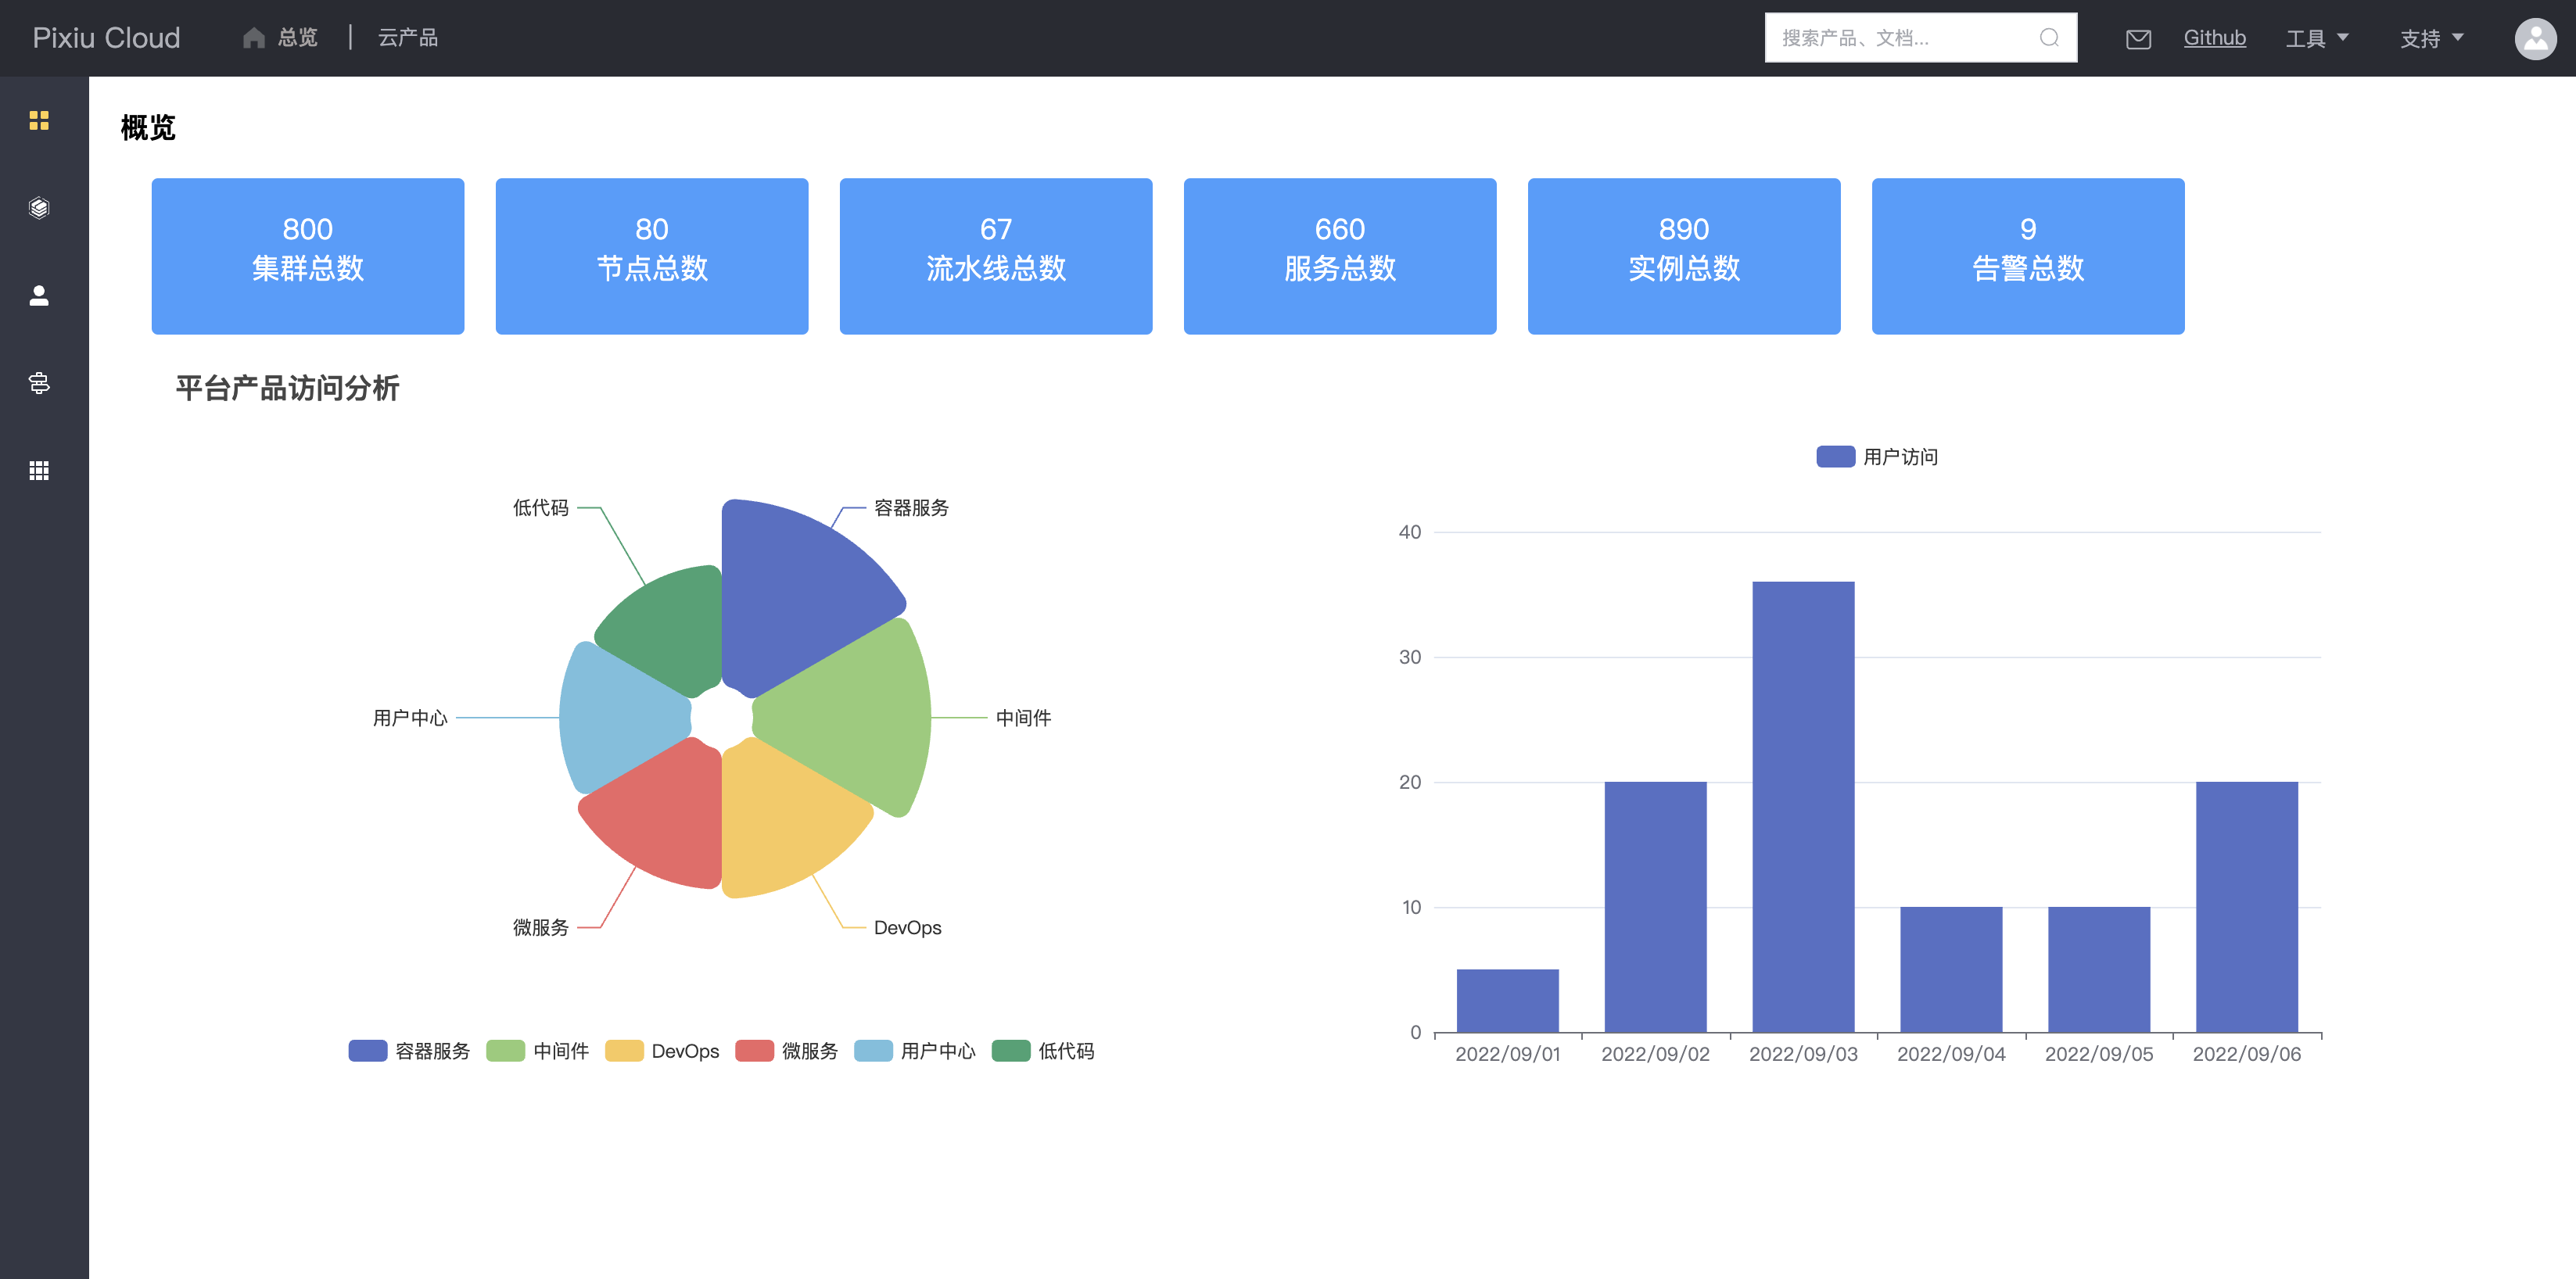 Pixiu Cloud 总览 | 云产品 搜索产品、文档... Github 工具 支持
概览
800 80 67 660 890 9
集群总数 节点总数 流水线总数 服务总数 实例总数 告警总数
平台产品访问分析
低代码 容器服务
用户中心 中间件
微服务 DevOps
容器服务 中间件 DevOps 微服务 用户中心 低代码
用户访问
40
30
20
10
0
2022/09/01 2022/09/02 2022/09/03 2022/09/04 2022/09/05 2022/09/06